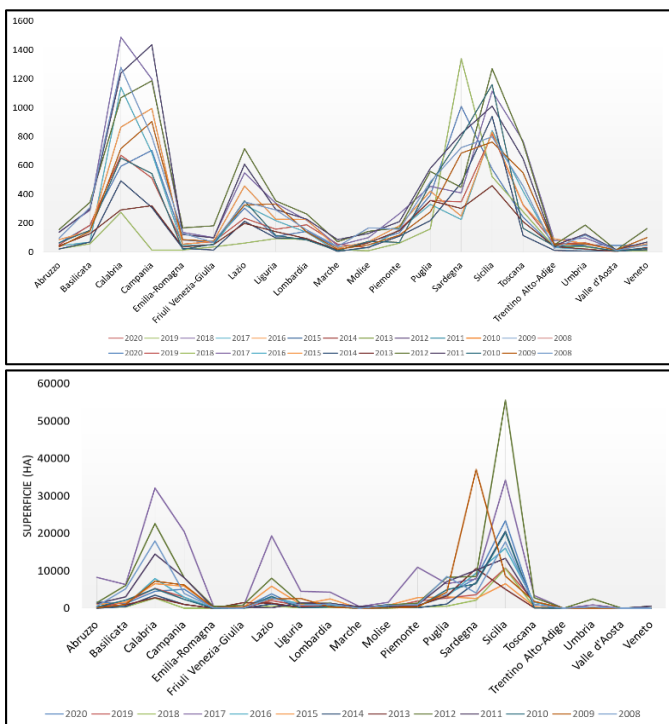 1600
1400
1200
1000
800
600
400
200
0
Abruzzo Basilicata Calabria Campania Emilia-Romagna Friuli Venezia-Giulia Lazio Liguria Lombardia Marche Molise Piemonte Puglia Sardegna Sicilia Toscana Trentino Alto-Adige Umbria Valle d'Aosta Veneto
2020 2019 2018 2017 2016 2015 2014 2013 2012 2011 2010 2009 2008
2020 2019 2018 2017 2016 2015 2014 2013 2012 2011 2010 2009 2008
60000
50000
40000
30000
20000
10000
0
SUPERFICIE (HA)
Abruzzo Basilicata Calabria Campania Emilia-Romagna Friuli Venezia-Giulia Lazio Liguria Lombardia Marche Molise Piemonte Puglia Sardegna Sicilia Toscana Trentino Alto-Adige Umbria Valle d'Aosta Veneto
2020 2019 2018 2017 2016 2015 2014 2013 2012 2011 2010 2009 2008